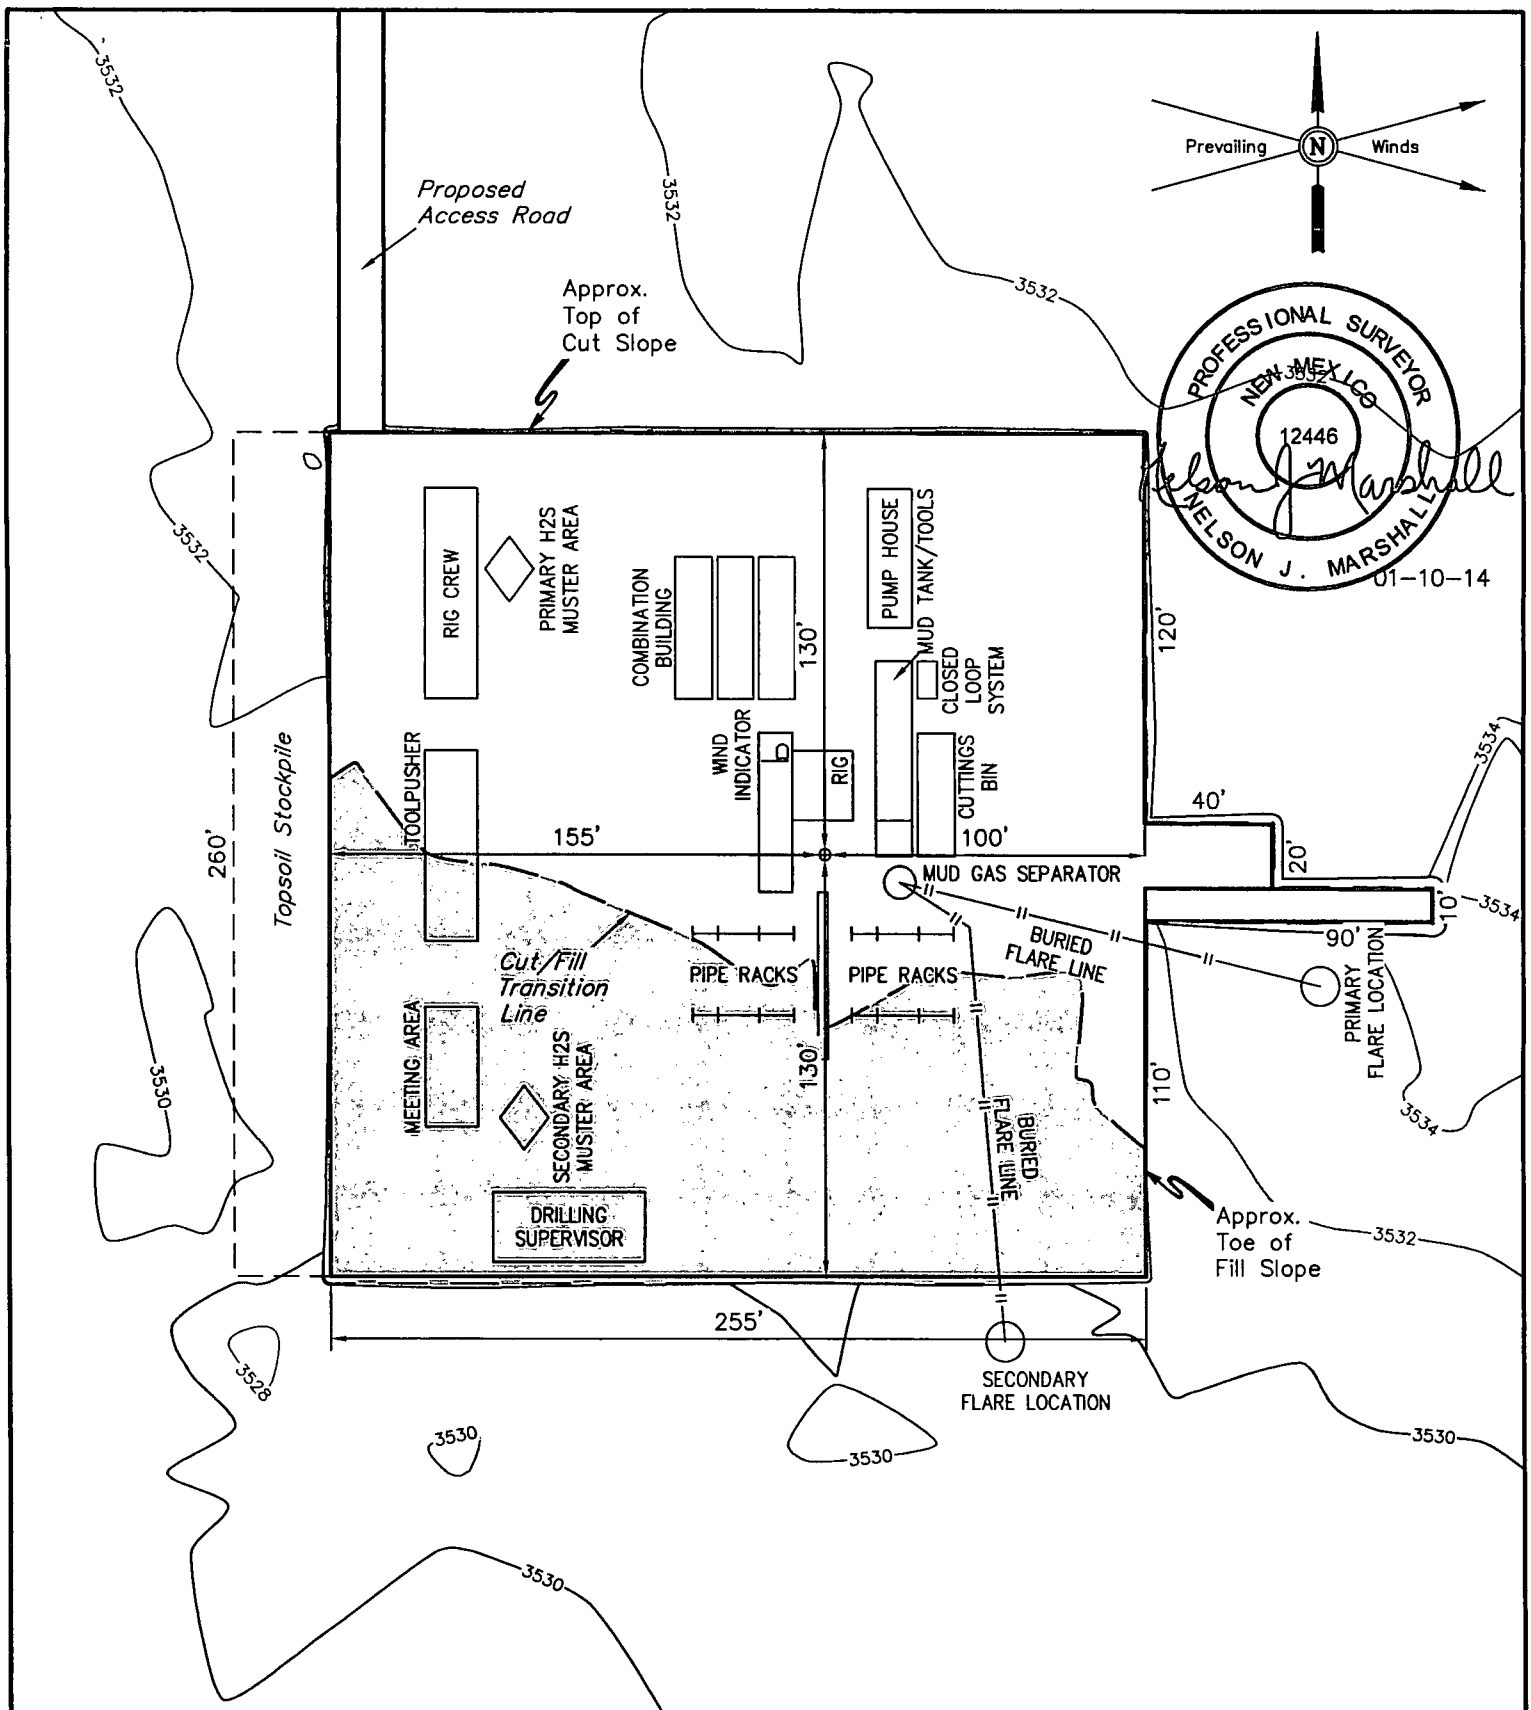 3532
Proposed
Access Road
3532
Prevailing
N
Winds
3532
Approx.
Top of
Cut Slope
PROFESSIONAL SURVEYOR
NEW MEXICO
3532
12446
Nelson J. Marshall
NELSON J. MARSHALL
01-10-14
3532
RIG CREW
PRIMARY H2S
MUSTER AREA
COMBINATION
BUILDING
130'
PUMP HOUSE
MUD TANK/TOOLS
CLOSED
LOOP
SYSTEM
120'
260'
Topsoil Stockpile
TOOLPUSHER
WIND
INDICATOR
RIG
CUTTINGS
BIN
40'
20'
3534
155'
100'
MUD GAS SEPARATOR
10'
3534
90'
BURIED
FLARE LINE
Cut/Fill
Transition
Line
PIPE RACKS
PIPE RACKS
PRIMARY
FLARE LOCATION
3530
MEETING AREA
SECONDARY H2S
MUSTER AREA
130'
BURIED
FLARE LINE
110'
3534
DRILLING
SUPERVISOR
Approx.
Toe of
Fill Slope
3532
255'
3528
SECONDARY
FLARE LOCATION
3530
3530
3530
3530